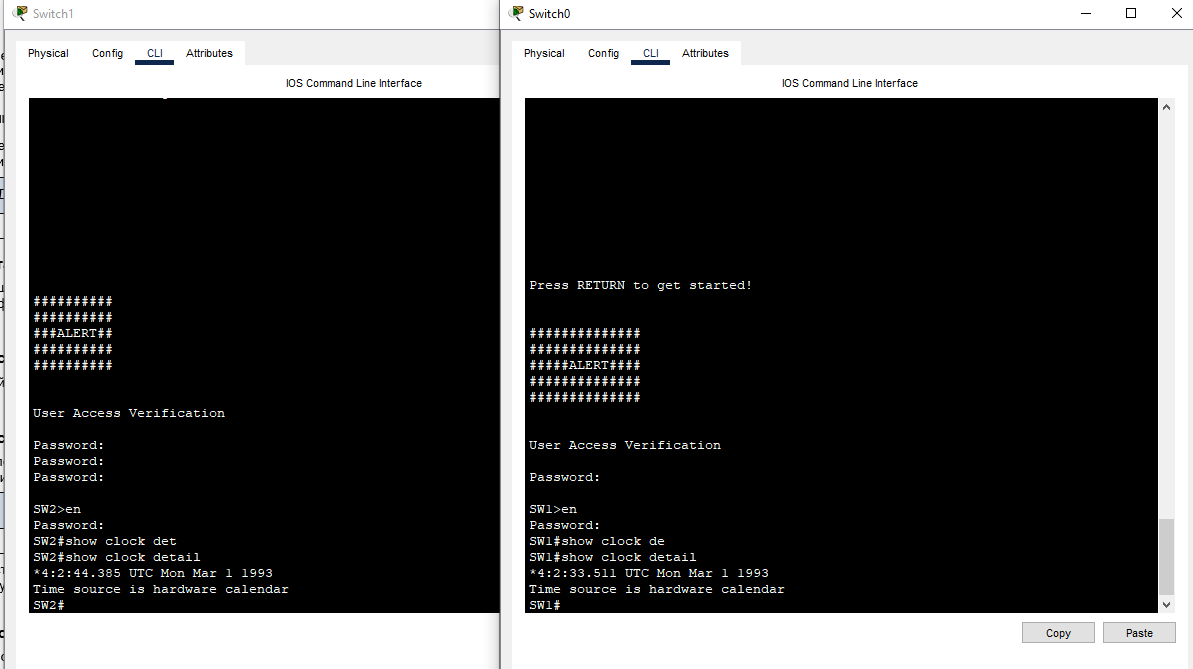 Switch1
Physical Config CLI Attributes
IOS Command Line Interface
##########
##########
###ALERT##
##########
##########
User Access Verification
Password:
Password:
Password:
SW2>en
Password:
SW2#show clock det
SW2#show clock detail
*4:2:44.385 UTC Mon Mar 1 1993
Time source is hardware calendar
SW2#
Switch0
Physical Config CLI Attributes
IOS Command Line Interface
Press RETURN to get started!
##############
##############
#####ALERT####
##############
##############
User Access Verification
Password:
SW1>en
Password:
SW1#show clock de
SW1#show clock detail
*4:2:33.511 UTC Mon Mar 1 1993
Time source is hardware calendar
SW1#
Copy Paste